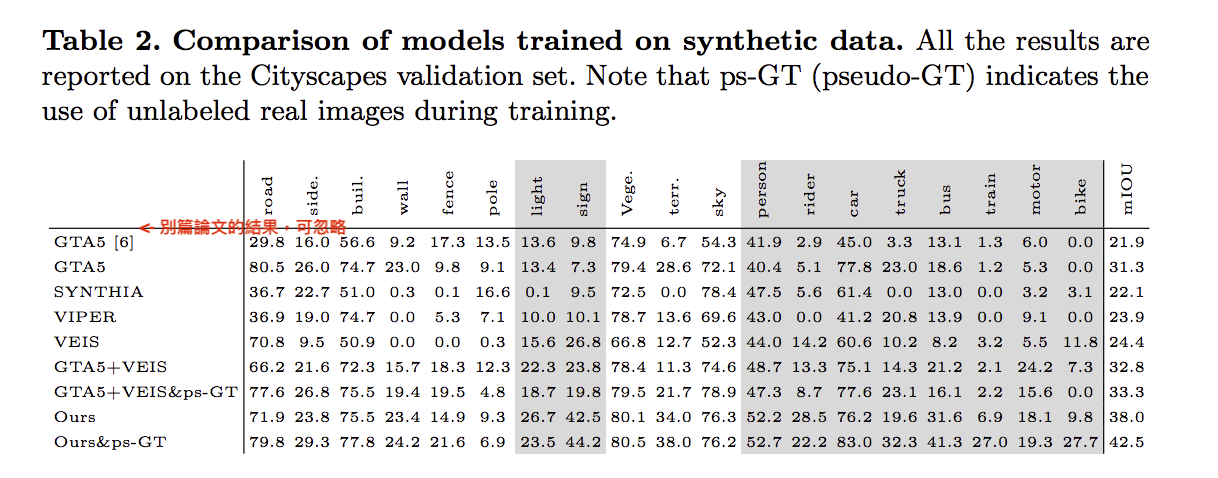 Table 2. Comparison of models trained on synthetic data. All the results are
reported on the Cityscapes validation set. Note that ps-GT (pseudo-GT) indicates the
use of unlabeled real images during training.
road side. buil. wall fence pole light sign Vege. terr. sky person rider car truck bus train motor bike mIOU
← 別篇論文的結果，可忽略
GTA5 [6] 29.8 16.0 56.6 9.2 17.3 13.5 13.6 9.8 74.9 6.7 54.3 41.9 2.9 45.0 3.3 13.1 1.3 6.0 0.0 21.9
GTA5 80.5 26.0 74.7 23.0 9.8 9.1 13.4 7.3 79.4 28.6 72.1 40.4 5.1 77.8 23.0 18.6 1.2 5.3 0.0 31.3
SYNTHIA 36.7 22.7 51.0 0.3 0.1 16.6 0.1 9.5 72.5 0.0 78.4 47.5 5.6 61.4 0.0 13.0 0.0 3.2 3.1 22.1
VIPER 36.9 19.0 74.7 0.0 5.3 7.1 10.0 10.1 78.7 13.6 69.6 43.0 0.0 41.2 20.8 13.9 0.0 9.1 0.0 23.9
VEIS 70.8 9.5 50.9 0.0 0.0 0.3 15.6 26.8 66.8 12.7 52.3 44.0 14.2 60.6 10.2 8.2 3.2 5.5 11.8 24.4
GTA5+VEIS 66.2 21.6 72.3 15.7 18.3 12.3 22.3 23.8 78.4 11.3 74.6 48.7 13.3 75.1 14.3 21.2 2.1 24.2 7.3 32.8
GTA5+VEIS&ps-GT 77.6 26.8 75.5 19.4 19.5 4.8 18.7 19.8 79.5 21.7 78.9 47.3 8.7 77.6 23.1 16.1 2.2 15.6 0.0 33.3
Ours 71.9 23.8 75.5 23.4 14.9 9.3 26.7 42.5 80.1 34.0 76.3 52.2 28.5 76.2 19.6 31.6 6.9 18.1 9.8 38.0
Ours&ps-GT 79.8 29.3 77.8 24.2 21.6 6.9 23.5 44.2 80.5 38.0 76.2 52.7 22.2 83.0 32.3 41.3 27.0 19.3 27.7 42.5